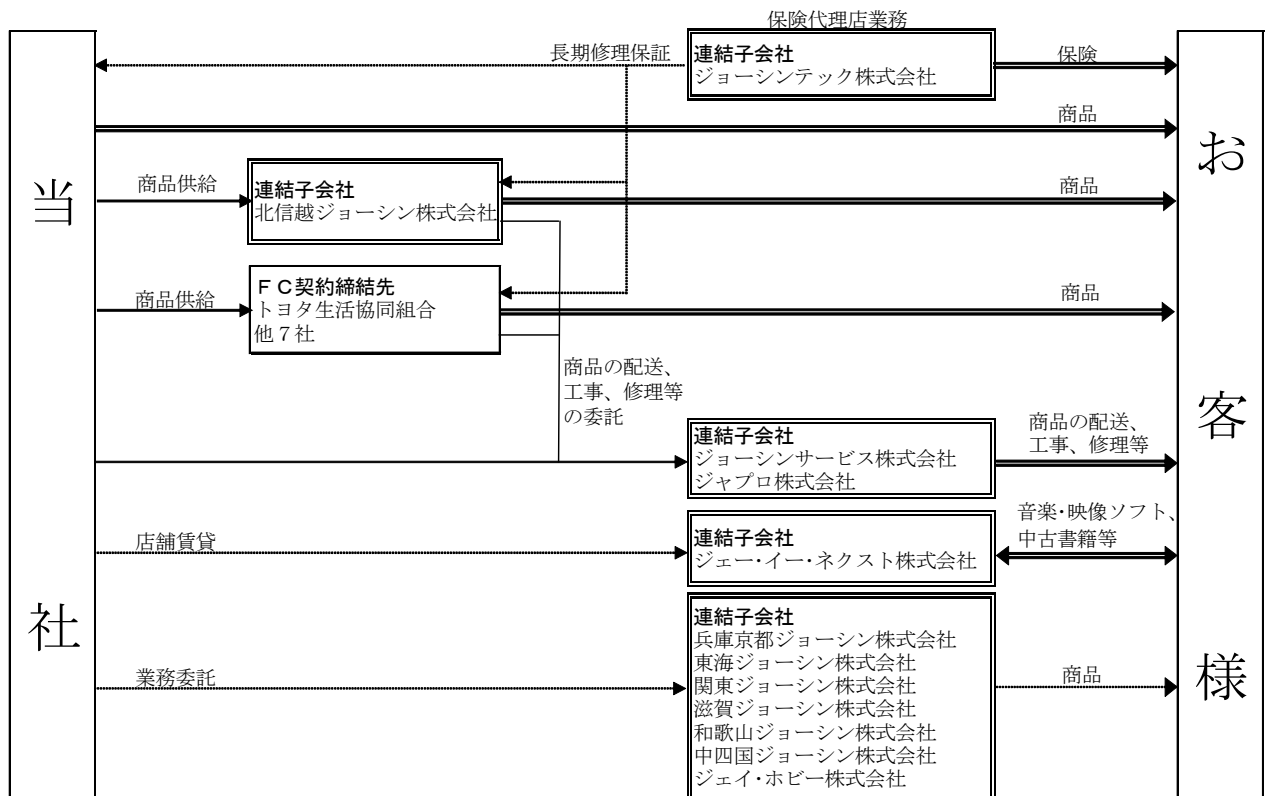 保険代理店業務
長期修理保証
連結子会社
ジョーシンテック株式会社
保険
商品
当社
お客様
商品供給
連結子会社
北信越ジョーシン株式会社
商品
商品供給
ＦＣ契約締結先
トヨタ生活協同組合
他７社
商品
商品の配送、
工事、修理等
の委託
連結子会社
ジョーシンサービス株式会社
ジャプロ株式会社
商品の配送、
工事、修理等
店舗賃貸
連結子会社
ジェー・イー・ネクスト株式会社
音楽・映像ソフト、
中古書籍等
業務委託
連結子会社
兵庫京都ジョーシン株式会社
東海ジョーシン株式会社
関東ジョーシン株式会社
滋賀ジョーシン株式会社
和歌山ジョーシン株式会社
中四国ジョーシン株式会社
ジェイ・ホビー株式会社
商品